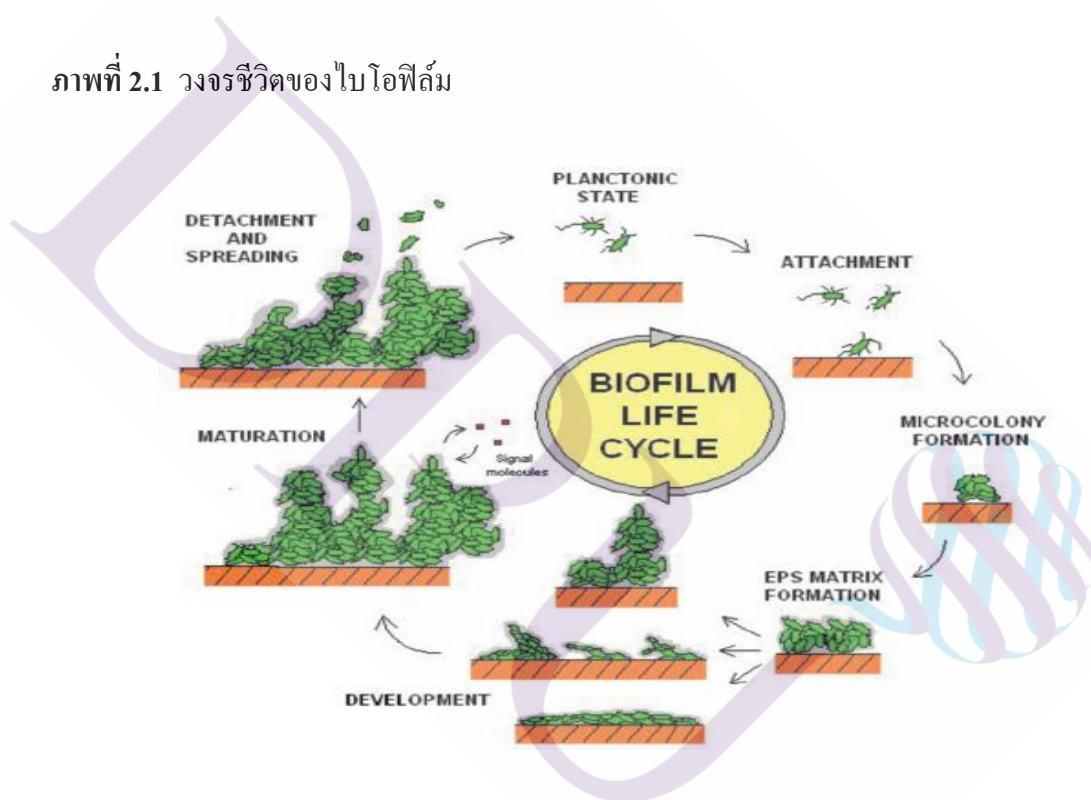 ภาพที่ 2.1 วงจรชีวิตของไบโอฟิล์ม
PLANCTONIC
STATE
DETACHMENT
AND
SPREADING
ATTACHMENT
BIOFILM
LIFE
CYCLE
MICROCOLONY
FORMATION
MATURATION
Signal
molecules
EPS MATRIX
FORMATION
DEVELOPMENT